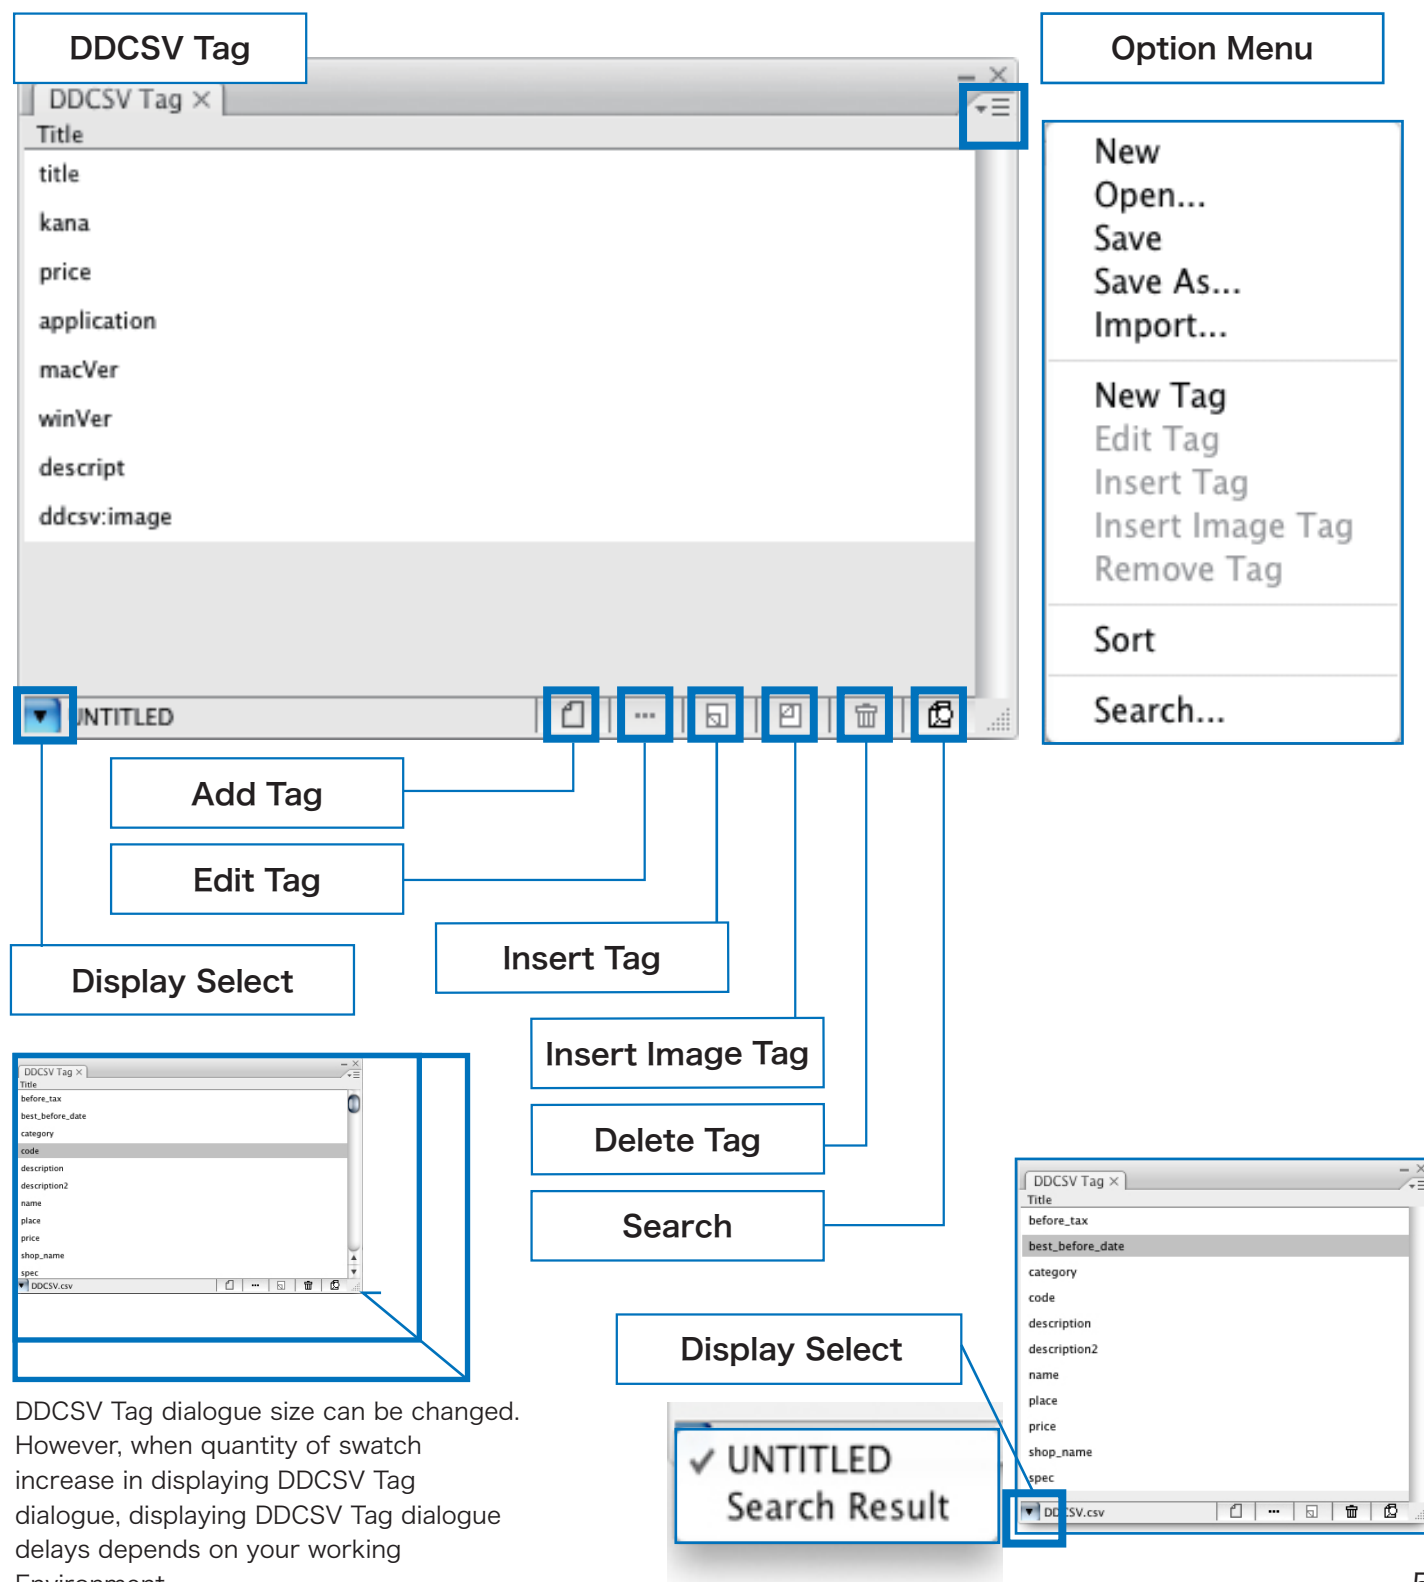 DDCSV Tag
Option Menu
DDCSV Tag ×
Title
title
kana
price
application
macVer
winVer
descript
ddcsv:image
UNTITLED
New
Open...
Save
Save As...
Import...
New Tag
Edit Tag
Insert Tag
Insert Image Tag
Remove Tag
Sort
Search...
Add Tag
Edit Tag
Insert Tag
Display Select
Insert Image Tag
Delete Tag
Search
DDCSV Tag ×
Title
before_tax
best_before_date
category
code
description
description2
name
place
price
shop_name
spec
DDCSV.csv
DDCSV Tag dialogue size can be changed.
However, when quantity of swatch
increase in displaying DDCSV Tag
dialogue, displaying DDCSV Tag dialogue
delays depends on your working
Display Select
✓ UNTITLED
Search Result
DDCSV Tag ×
Title
before_tax
best_before_date
category
code
description
description2
name
place
price
shop_name
spec
DDCSV.csv